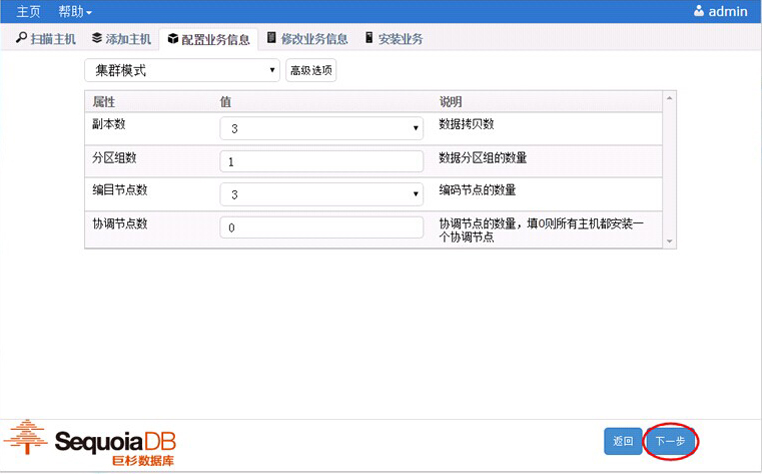 主页 帮助 admin
扫描主机 添加主机 配置业务信息 修改业务信息 安装业务
集群模式 高级选项
属性 值 说明
副本数 3 数据拷贝数
分区组数 1 数据分区组的数量
编目节点数 3 编码节点的数量
协调节点数 0 协调节点的数量，填0则所有主机都安装一
个协调节点
SequoiaDB
巨杉数据库
返回 下一步